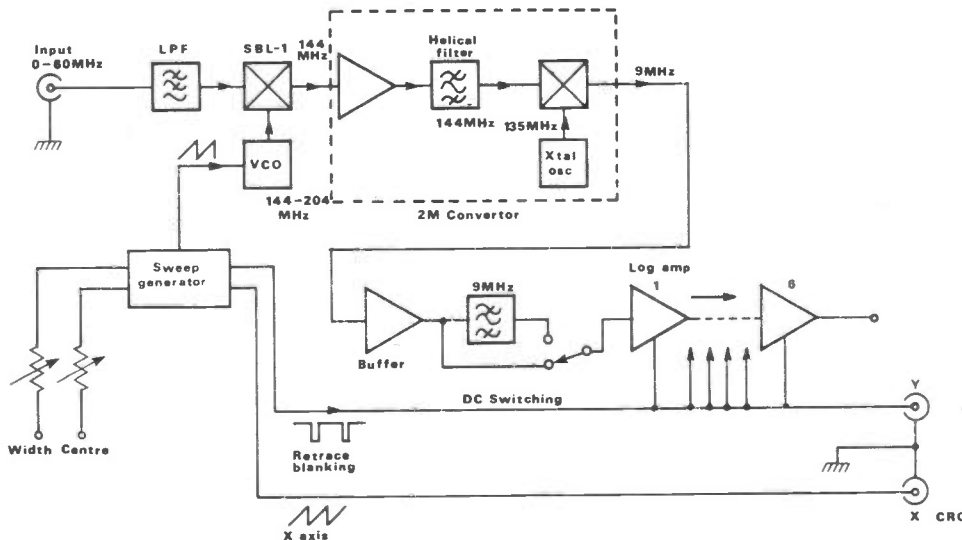 Input
0-60MHz
LPF
SBL-1
144
MHz
Helical
filter
9MHz
144MHz
135MHz
VCO
Xtal
osc
144-204
MHz
2M Convertor
Sweep
generator
Log amp
1
6
9MHz
Buffer
Y
DC Switching
Width
Centre
Retrace
blanking
X axis
X
CRO